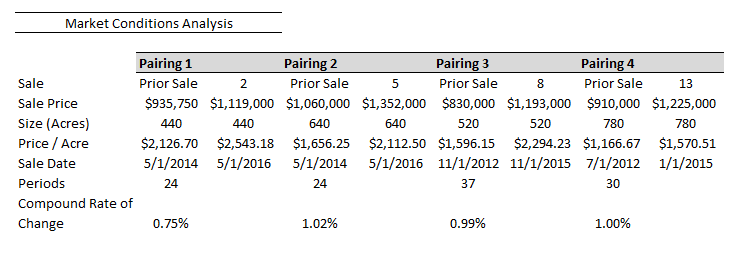 Market Conditions Analysis
Pairing 1 Pairing 2 Pairing 3 Pairing 4
Sale Prior Sale 2 Prior Sale 5 Prior Sale 8 Prior Sale 13
Sale Price $935,750 $1,119,000 $1,060,000 $1,352,000 $830,000 $1,193,000 $910,000 $1,225,000
Size (Acres) 440 440 640 640 520 520 780 780
Price / Acre $2,126.70 $2,543.18 $1,656.25 $2,112.50 $1,596.15 $2,294.23 $1,166.67 $1,570.51
Sale Date 5/1/2014 5/1/2016 5/1/2014 5/1/2016 11/1/2012 11/1/2015 7/1/2012 1/1/2015
Periods 24 24 37 30
Compound Rate of
Change 0.75% 1.02% 0.99% 1.00%